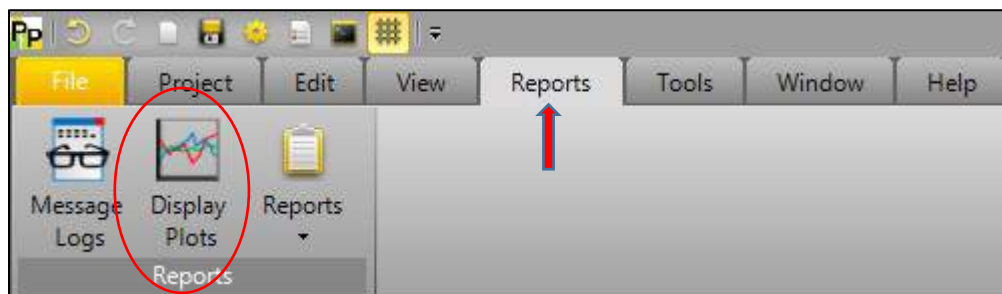 PP
File Project Edit View Reports Tools Window Help
Message Logs
Display Plots
Reports
Reports